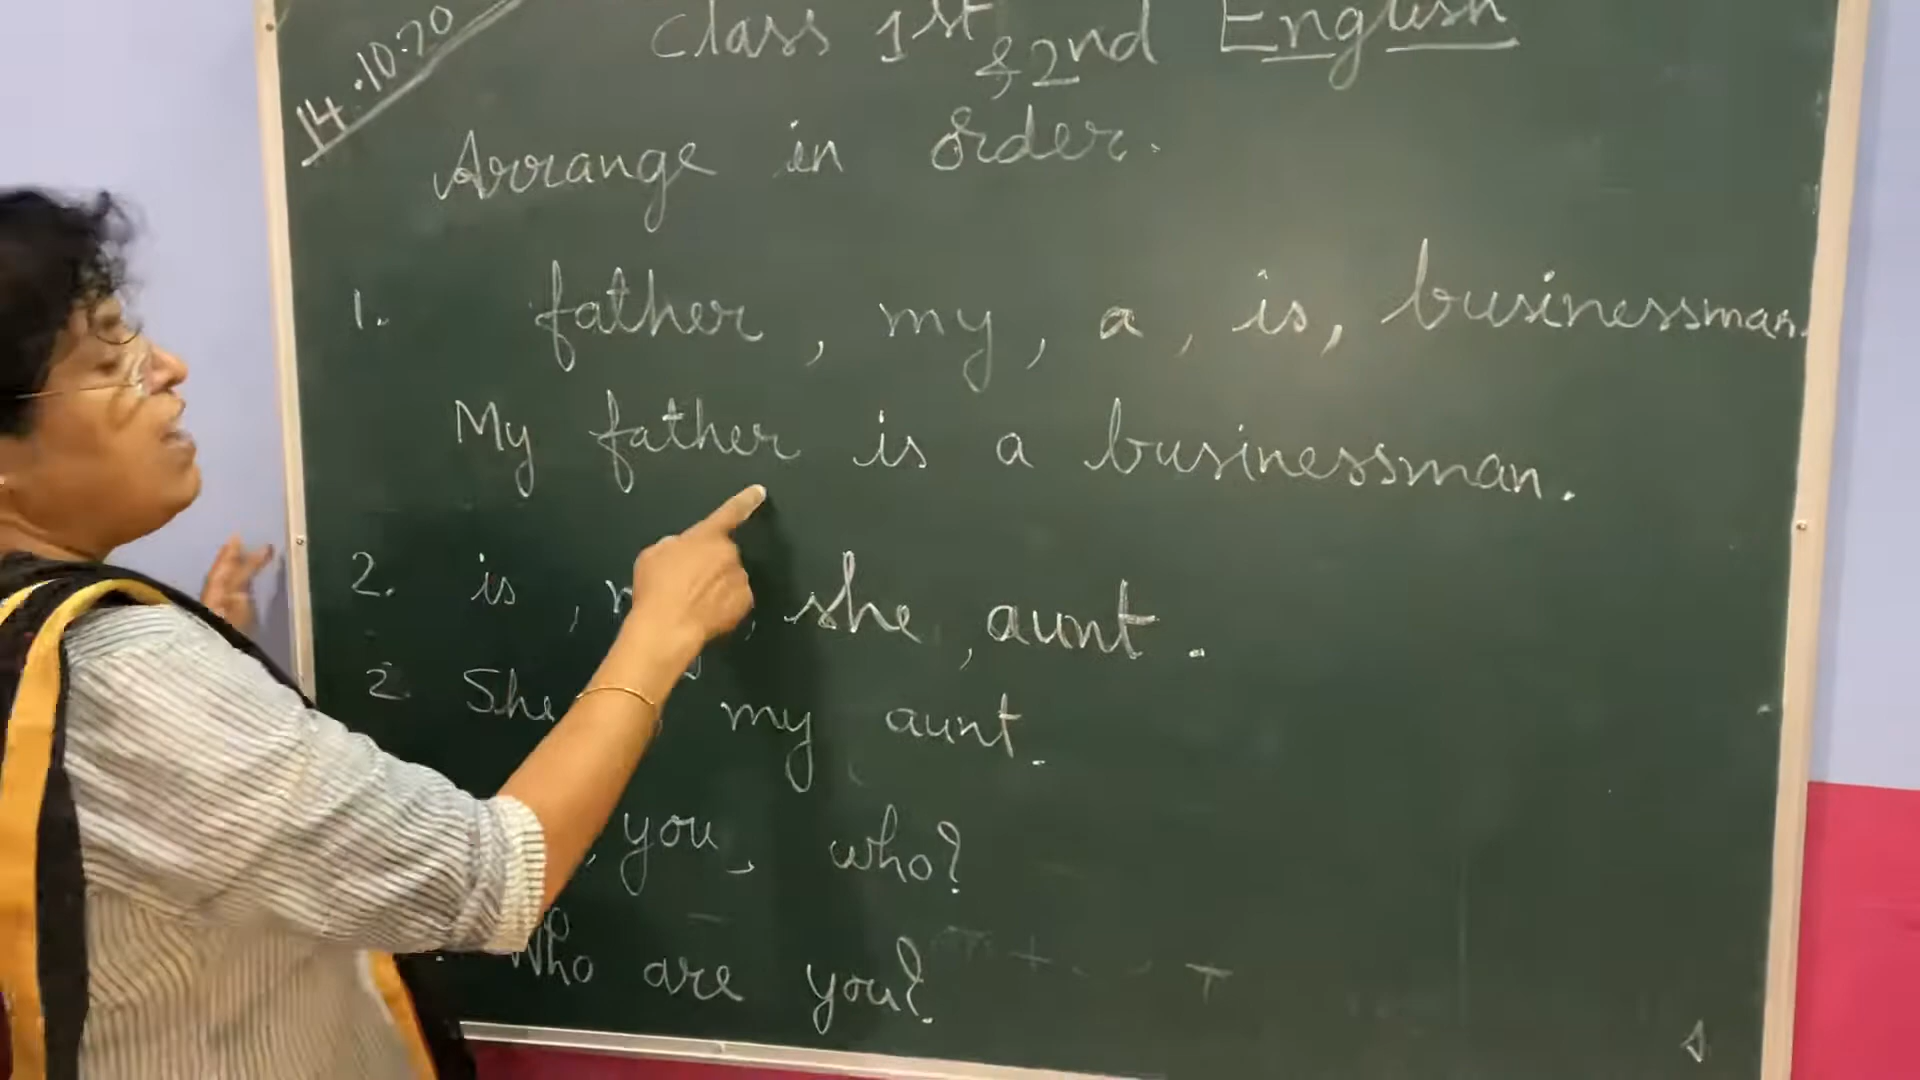 14.10.20
Class 1st & 2nd English
Arrange in order.
1. father, my, a, is, businessman.
My father is a businessman.
2. is, she, aunt.
2. She my aunt.
, you, who?
Who are you?